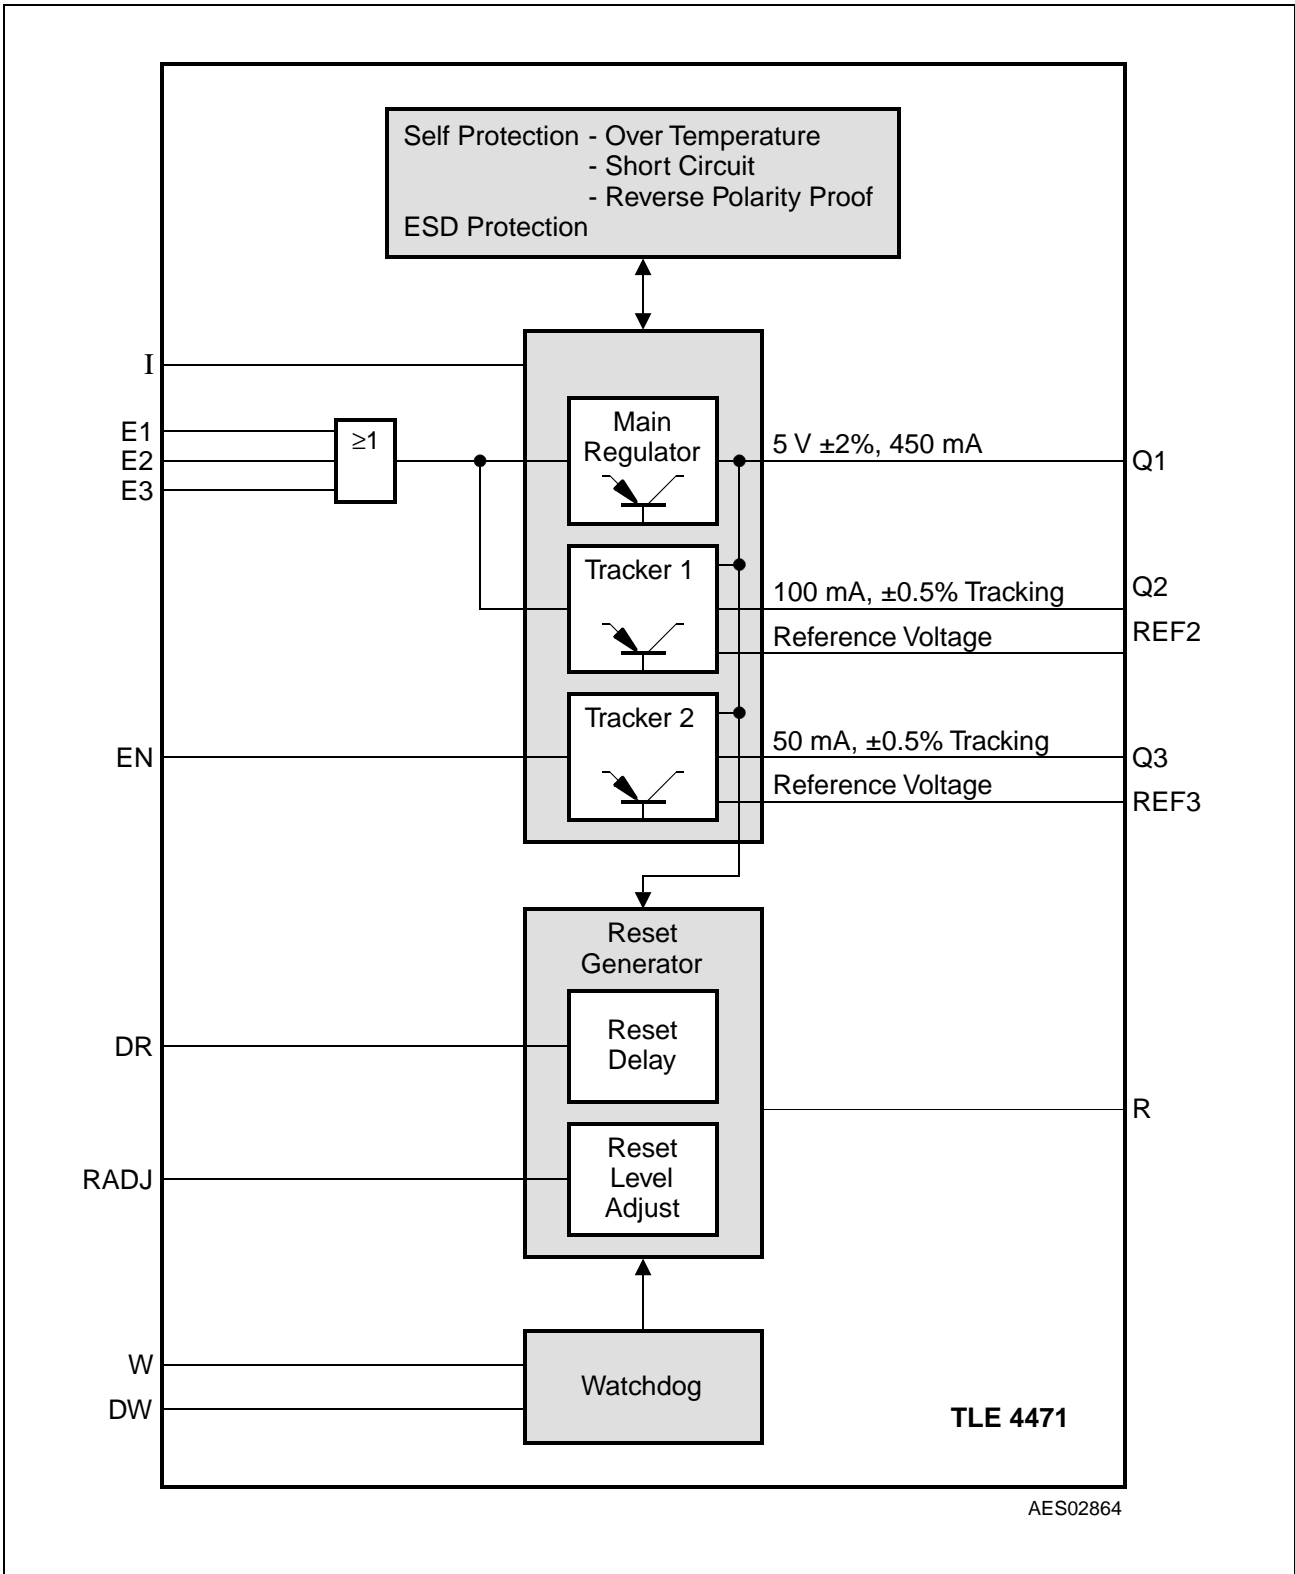 Self Protection - Over Temperature
- Short Circuit
- Reverse Polarity Proof
ESD Protection
I
E1
E2
E3
≥1
Main
Regulator
5 V ±2%, 450 mA
Q1
Tracker 1
100 mA, ±0.5% Tracking
Q2
Reference Voltage
REF2
Tracker 2
EN
50 mA, ±0.5% Tracking
Q3
Reference Voltage
REF3
Reset
Generator
DR
Reset
Delay
R
RADJ
Reset
Level
Adjust
W
DW
Watchdog
TLE 4471
AES02864